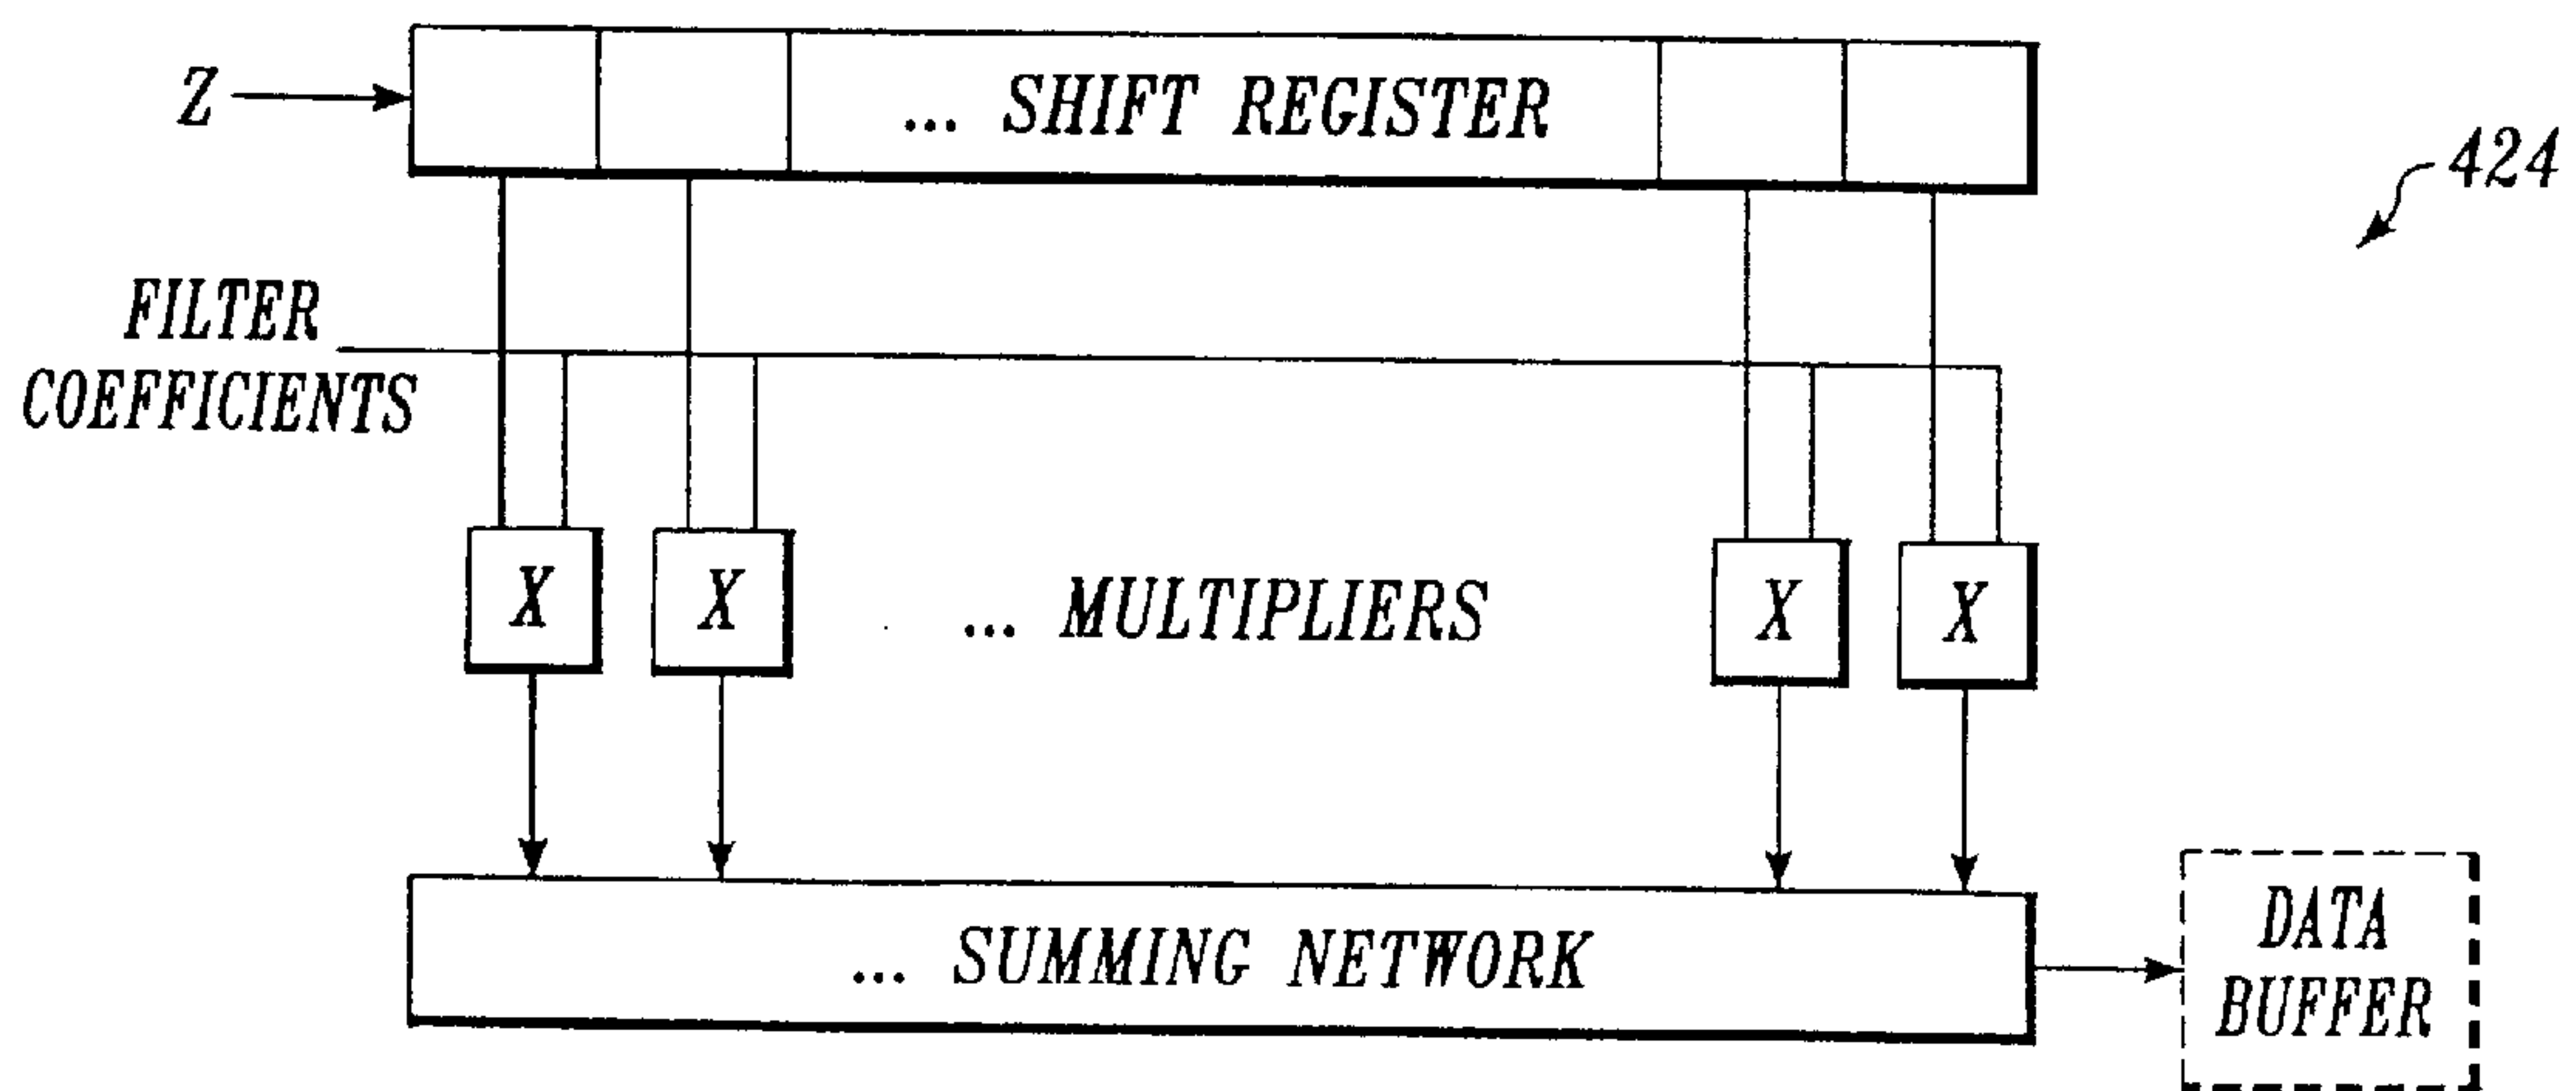 Z
... SHIFT REGISTER
424
FILTER
COEFFICIENTS
X
X
... MULTIPLIERS
X
X
... SUMMING NETWORK
DATA
BUFFER